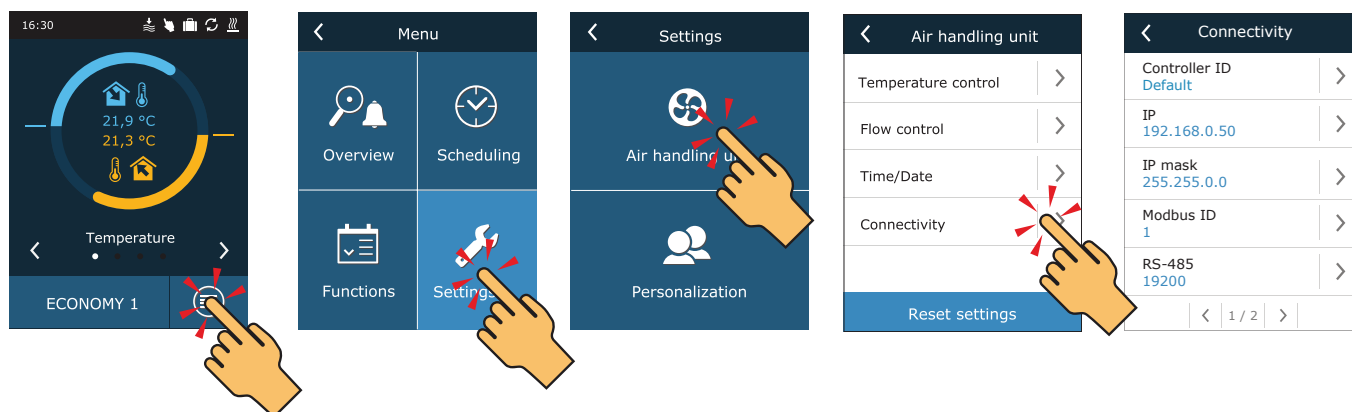 16:30
21,9 °C
21,3 °C
Temperature
ECONOMY 1
Menu
Overview
Scheduling
Functions
Settings
Settings
Air handling u
Personalization
Air handling unit
Temperature control
Flow control
Time/Date
Connectivity
Reset settings
Connectivity
Controller ID
Default
IP
192.168.0.50
IP mask
255.255.0.0
Modbus ID
1
RS-485
19200
1 / 2